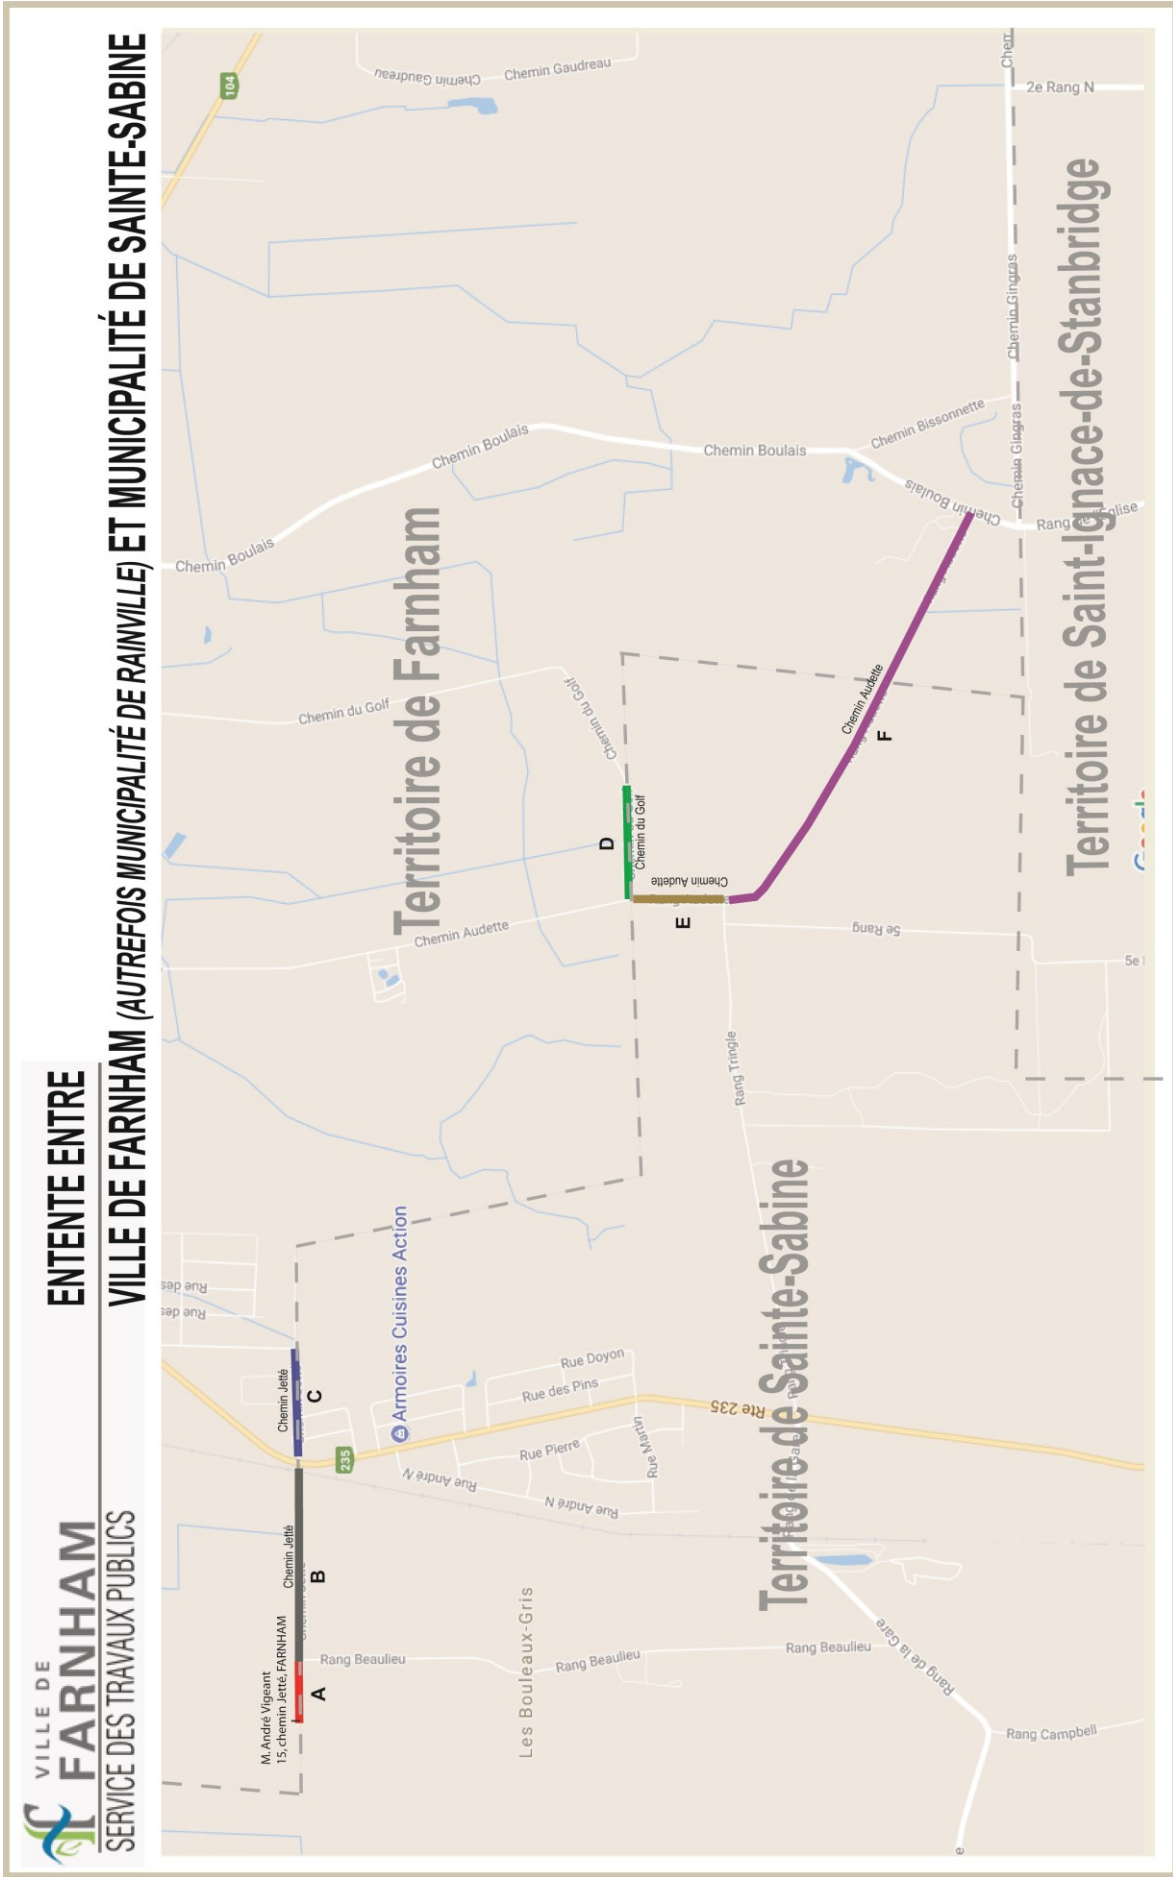 VILLE DE
FARNHAM
SERVICE DES TRAVAUX PUBLICS
ENTENTE ENTRE
VILLE DE FARNHAM (AUTREFOIS MUNICIPALITÉ DE RAINVILLE) ET MUNICIPALITÉ DE SAINTE-SABINE
104
Chemin Gaudreau
Chemin Gaudreau
Rue des
Rue des
Chemin Boulais
Chemin Boulais
Chemin du Golf
Chemin du Golf
Territoire de Farnham
Chemin Audette
M. André Vigeant
15, chemin Jetté, FARNHAM
A
Chemin Jetté
B
Chemin Jetté
C
235
Armoires Cuisines Action
Rang Beaulieu
Rang Beaulieu
Rang Beaulieu
Les Bouleaux-Gris
Rue André N
Rue André N
Rue Pierre
Rue des Pins
Rue Doyon
Rue Martin
Rte 235
D
Chemin du Golf
E
Chemin Audette
Rang Tringle
5e Rang
Chemin Boulais
Chemin Bissonnette
Chemin Boulais
Chemin Audette
F
Territoire de Sainte-Sabine
Rang de la Gare
Rang Campbell
Chemin Gingras
Chemin Gingras
2e Rang N
Rang de l'Église
Territoire de Saint-Ignace-de-Stanbridge
5e